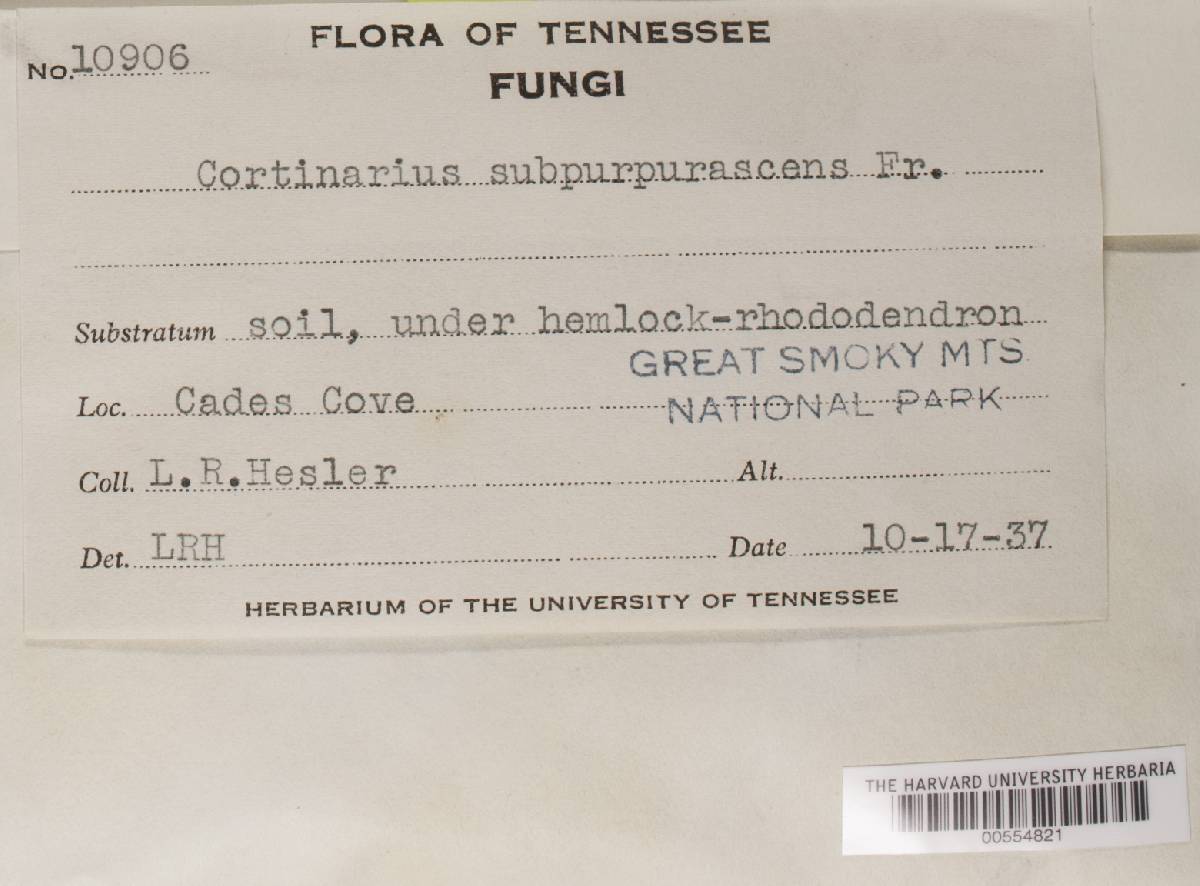 FLORA OF TENNESSEE
No. 10906
FUNGI
Cortinarius subpurpurascens Fr.
Substratum soil, under hemlock-rhododendron
GREAT SMOKY MTS
Loc. Cades Cove NATIONAL PARK
Coll. L.R.Hesler Alt.
Det. LRH Date 10-17-37
HERBARIUM OF THE UNIVERSITY OF TENNESSEE
THE HARVARD UNIVERSITY HERBARIA
00554821